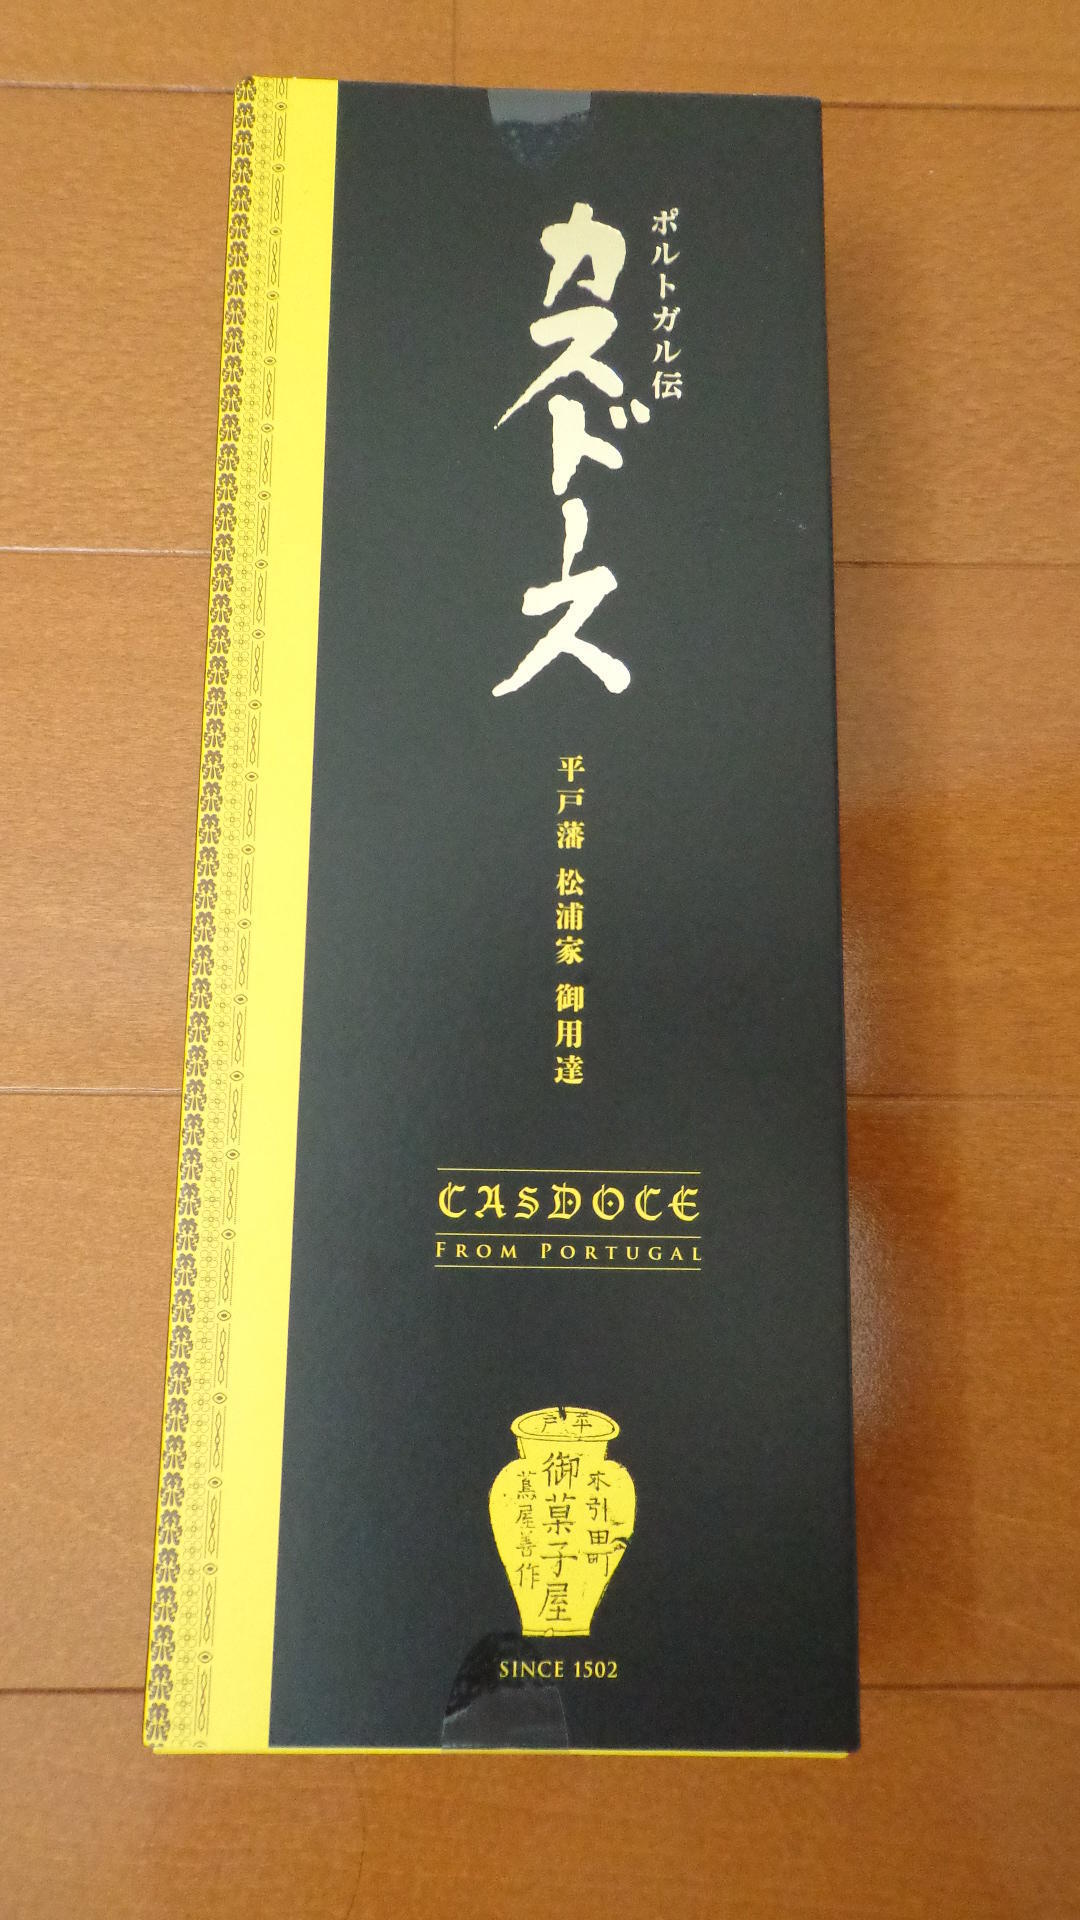 ポルトガル伝
カスドース
平戸藩 松浦家 御用達
CASDOCE
FROM PORTUGAL
平戸
木引田町
御菓子屋
蔦屋善作
SINCE 1502